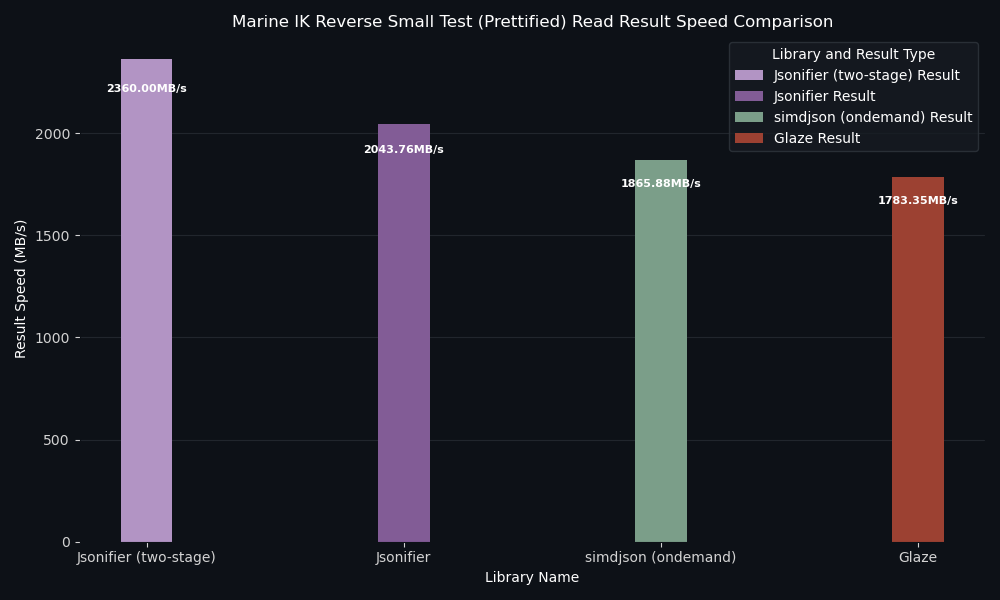 Marine IK Reverse Small Test (Prettified) Read Result Speed Comparison
Library and Result Type
Jsonifier (two-stage) Result
Jsonifier Result
simdjson (ondemand) Result
Glaze Result
2360.00MB/s
2043.76MB/s
1865.88MB/s
1783.35MB/s
Result Speed (MB/s)
2000
1500
1000
500
0
Jsonifier (two-stage)
Jsonifier
simdjson (ondemand)
Glaze
Library Name